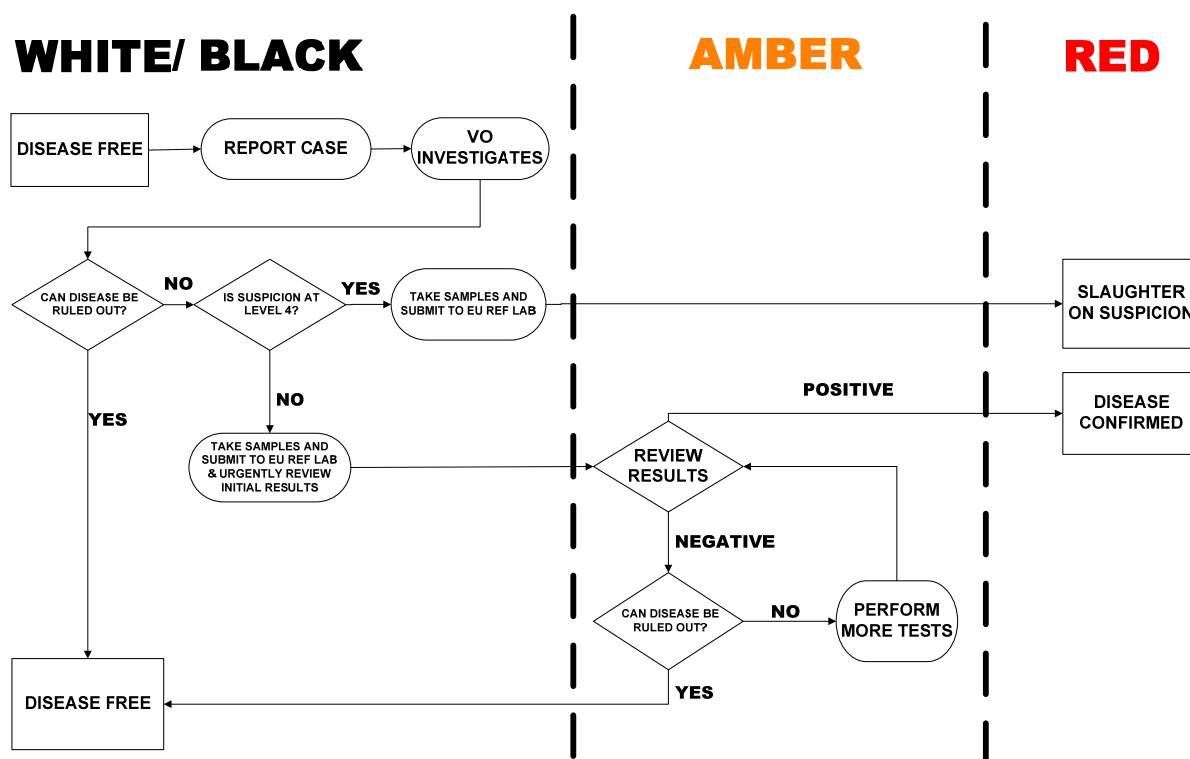 WHITE/ BLACK
AMBER
RED
DISEASE FREE
REPORT CASE
VO
INVESTIGATES
CAN DISEASE BE
RULED OUT?
NO
IS SUSPICION AT
LEVEL 4?
YES
TAKE SAMPLES AND
SUBMIT TO EU REF LAB
SLAUGHTER
ON SUSPICION
YES
NO
TAKE SAMPLES AND
SUBMIT TO EU REF LAB
& URGENTLY REVIEW
INITIAL RESULTS
REVIEW
RESULTS
POSITIVE
DISEASE
CONFIRMED
NEGATIVE
CAN DISEASE BE
RULED OUT?
NO
PERFORM
MORE TESTS
YES
DISEASE FREE